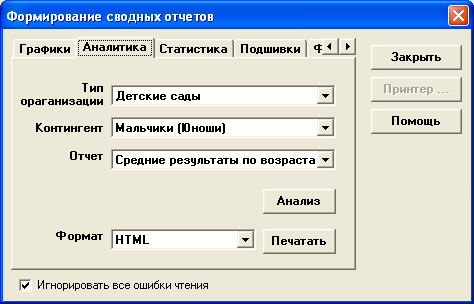 Формирование сводных отчетов
Графики Аналитика Статистика Подшивки
Закрыть
Тип
ораганизации Детские сады
Принтер ...
Контингент Мальчики (Юноши)
Помощь
Отчет Средние результаты по возраста
Анализ
Формат HTML Печатать
Игнорировать все ошибки чтения